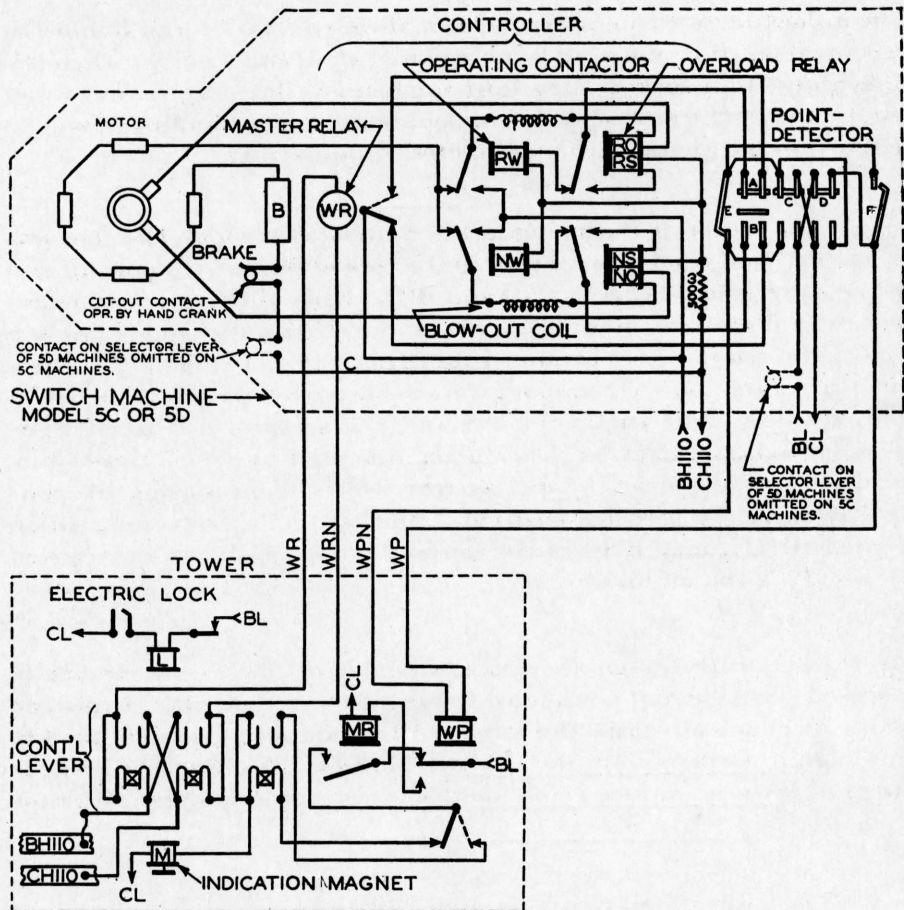 CONTROLLER
OPERATING CONTACTOR
OVERLOAD RELAY
MOTOR
MASTER RELAY
POINT-
DETECTOR
RW
RO
RS
A
B
WR
E
C
D
F
B
BRAKE
NW
NS
NO
CUT-OUT CONTACT
OPR. BY HAND CRANK
300Ω
BLOW-OUT COIL
CONTACT ON SELECTOR LEVER
OF 5D MACHINES OMITTED ON
5C MACHINES.
C
SWITCH MACHINE
MODEL 5C OR 5D
BH110
CH110
BL
CL
CONTACT ON
SELECTOR LEVER
OF 5D MACHINES
OMITTED ON 5C
MACHINES.
WR
WRN
WPN
WP
TOWER
ELECTRIC LOCK
CL
BL
L
CL
MR
WP
BL
CONT'L
LEVER
BH110
CH110
M
CL
INDICATION MAGNET